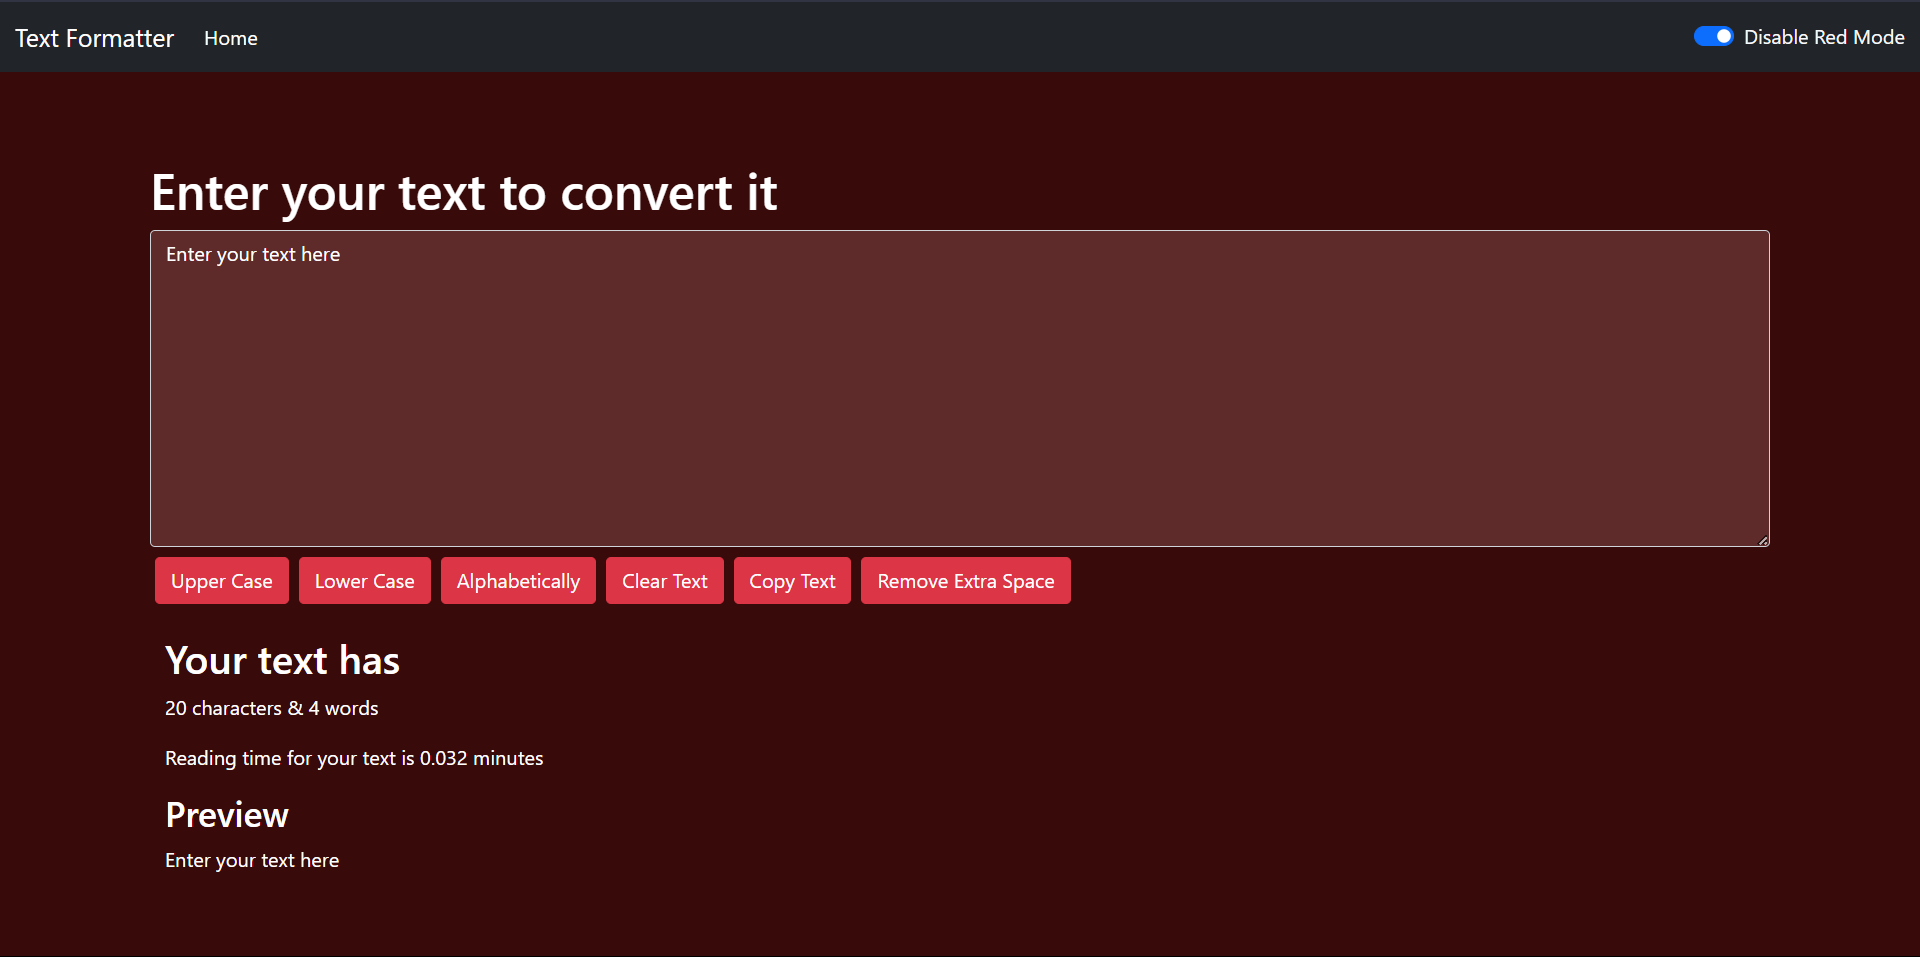 Text Formatter Home Disable Red Mode
Enter your text to convert it
Enter your text here
Upper Case Lower Case Alphabetically Clear Text Copy Text Remove Extra Space
Your text has
20 characters & 4 words
Reading time for your text is 0.032 minutes
Preview
Enter your text here